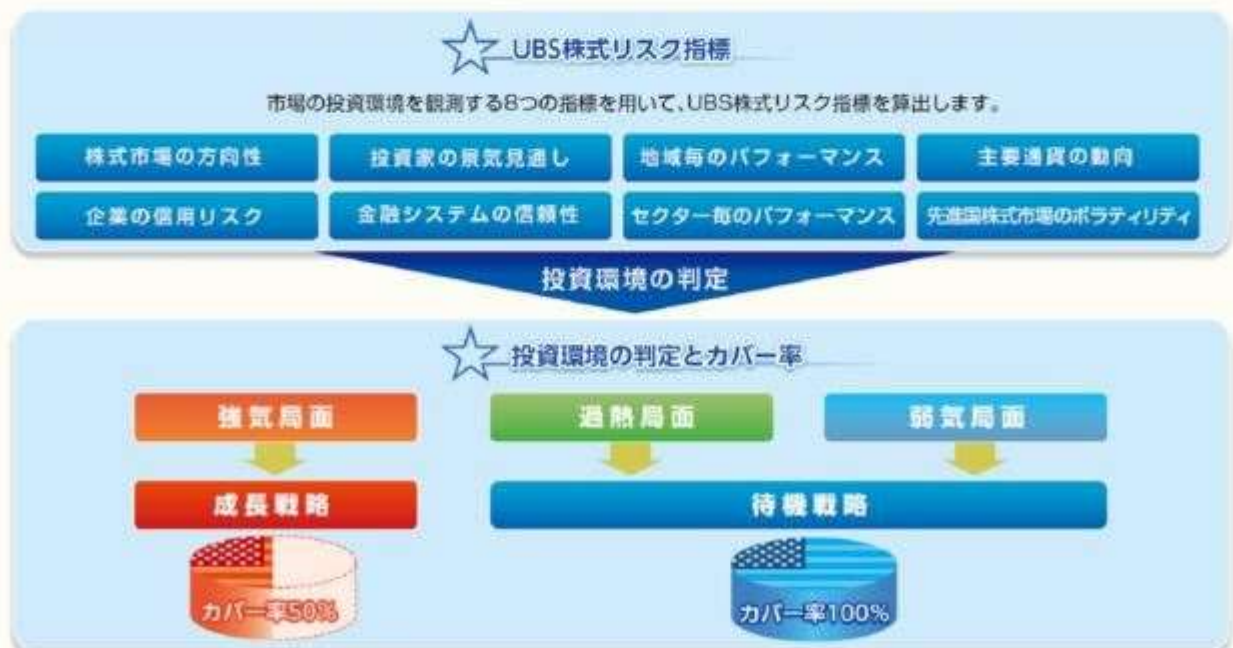 UBS株式リスク指標
市場の投資環境を観測する8つの指標を用いて、UBS株式リスク指標を算出します。
株式市場の方向性
投資家の景気見通し
地域毎のパフォーマンス
主要通貨の動向
企業の信用リスク
金融システムの信頼性
セクター毎のパフォーマンス
先進国株式市場のボラティリティ
投資環境の判定
投資環境の判定とカバー率
強気局面
過熱局面
弱気局面
成長戦略
待機戦略
カバー率50%
カバー率100%